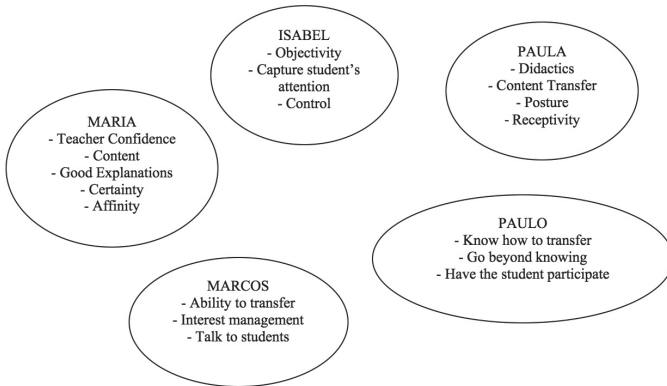 ISABEL
- Objectivity
- Capture student's
attention
- Control
PAULA
- Didactics
- Content Transfer
- Posture
- Receptivity
MARIA
- Teacher Confidence
- Content
- Good Explanations
- Certainty
- Affinity
PAULO
- Know how to transfer
- Go beyond knowing
- Have the student participate
MARCOS
- Ability to transfer
- Interest management
- Talk to students